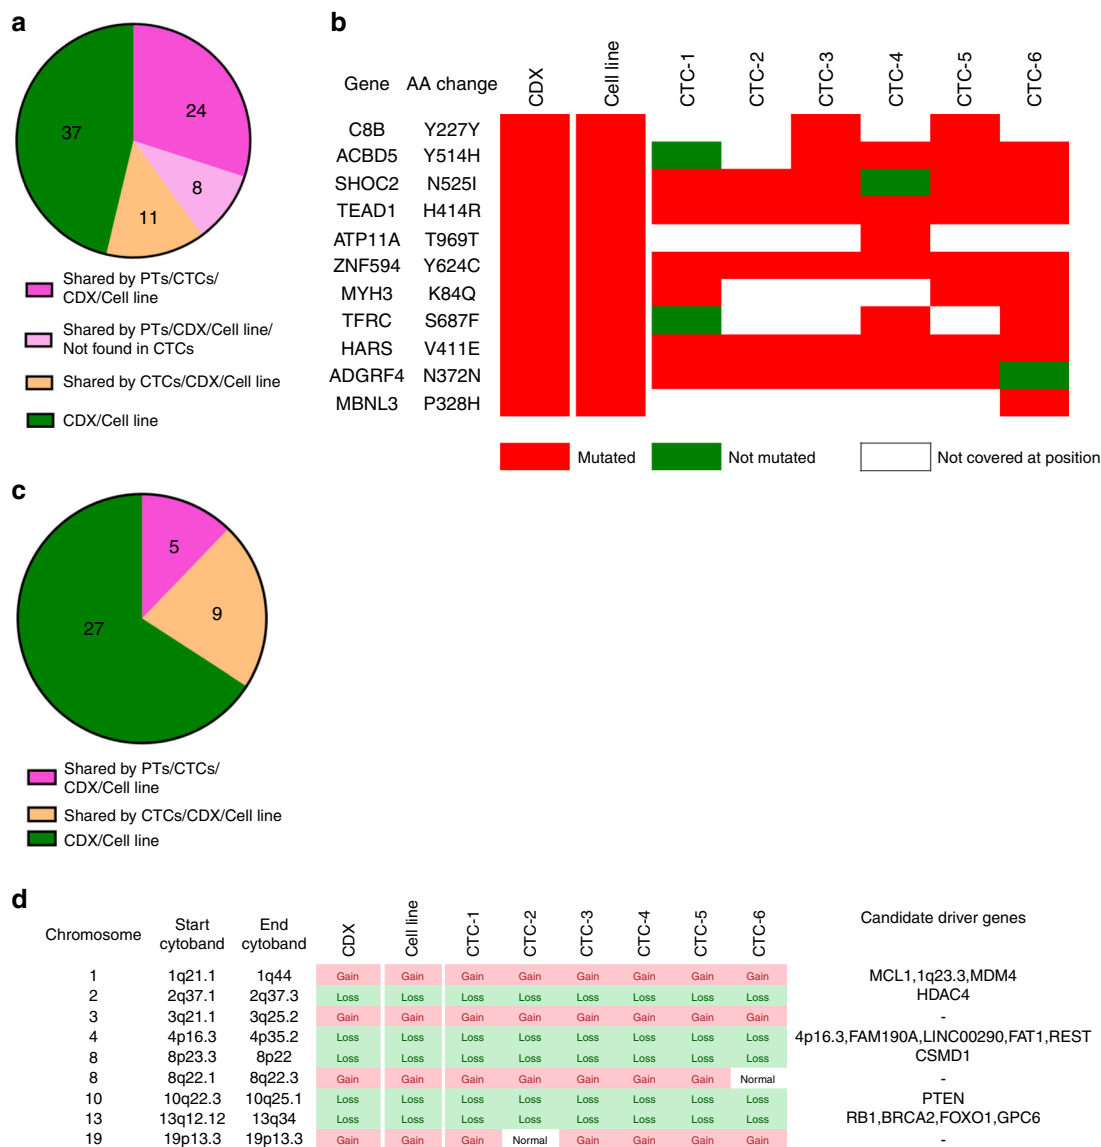 a
24
8
11
37
Shared by PTs/CTCs/
CDX/Cell line
Shared by PTs/CDX/Cell line/
Not found in CTCs
Shared by CTCs/CDX/Cell line
CDX/Cell line
b
Gene AA change CDX Cell line CTC-1 CTC-2 CTC-3 CTC-4 CTC-5 CTC-6
C8B Y227Y
ACBD5 Y514H
SHOC2 N525I
TEAD1 H414R
ATP11A T969T
ZNF594 Y624C
MYH3 K84Q
TFRC S687F
HARS V411E
ADGRF4 N372N
MBNL3 P328H
Mutated Not mutated Not covered at position
c
5
9
27
Shared by PTs/CTCs/
CDX/Cell line
Shared by CTCs/CDX/Cell line
CDX/Cell line
d
Chromosome Start cytoband End cytoband CDX Cell line CTC-1 CTC-2 CTC-3 CTC-4 CTC-5 CTC-6 Candidate driver genes
1 1q21.1 1q44 Gain Gain Gain Gain Gain Gain Gain Gain MCL1,1q23.3,MDM4
2 2q37.1 2q37.3 Loss Loss Loss Loss Loss Loss Loss Loss HDAC4
3 3q21.1 3q25.2 Gain Gain Gain Gain Gain Gain Gain Gain -
4 4p16.3 4p35.2 Loss Loss Loss Loss Loss Loss Loss Loss 4p16.3,FAM190A,LINC00290,FAT1,REST
8 8p23.3 8p22 Loss Loss Loss Loss Loss Loss Loss Loss CSMD1
8 8q22.1 8q22.3 Gain Gain Gain Gain Gain Gain Gain Normal -
10 10q22.3 10q25.1 Loss Loss Loss Loss Loss Loss Loss Loss PTEN
13 13q12.12 13q34 Loss Loss Loss Loss Loss Loss Loss Loss RB1,BRCA2,FOXO1,GPC6
19 19p13.3 19p13.3 Gain Gain Gain Normal Gain Gain Gain Gain -